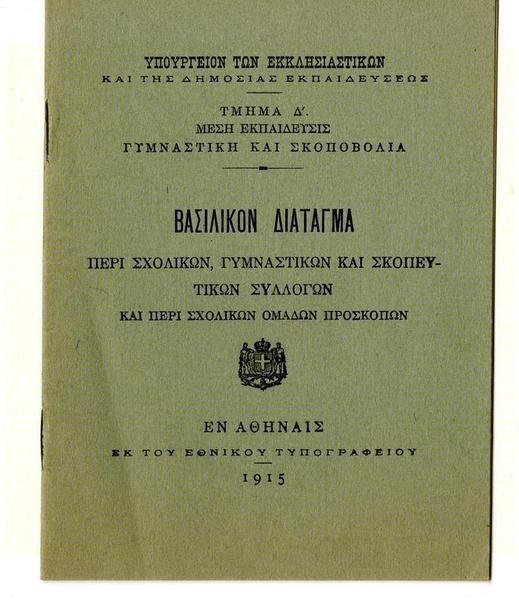 ΥΠΟΥΡΓΕΙΟΝ ΤΩΝ ΕΚΚΛΗΣΙΑΣΤΙΚΩΝ
ΚΑΙ ΤΗΣ ΔΗΜΟΣΙΑΣ ΕΚΠΑΙΔΕΥΣΕΩΣ
ΤΜΗΜΑ Δ'.
ΜΕΣΗ ΕΚΠΑΙΔΕΥΣΙΣ
ΓΥΜΝΑΣΤΙΚΗ ΚΑΙ ΣΚΟΠΟΒΟΛΙΑ
ΒΑΣΙΛΙΚΟΝ ΔΙΑΤΑΓΜΑ
ΠΕΡΙ ΣΧΟΛΙΚΩΝ, ΓΥΜΝΑΣΤΙΚΩΝ ΚΑΙ ΣΚΟΠΕΥ-
ΤΙΚΩΝ ΣΥΛΛΟΓΩΝ
ΚΑΙ ΠΕΡΙ ΣΧΟΛΙΚΩΝ ΟΜΑΔΩΝ ΠΡΟΣΚΟΠΩΝ
ΕΝ ΑΘΗΝΑΙΣ
ΕΚ ΤΟΥ ΕΘΝΙΚΟΥ ΤΥΠΟΓΡΑΦΕΙΟΥ
1915